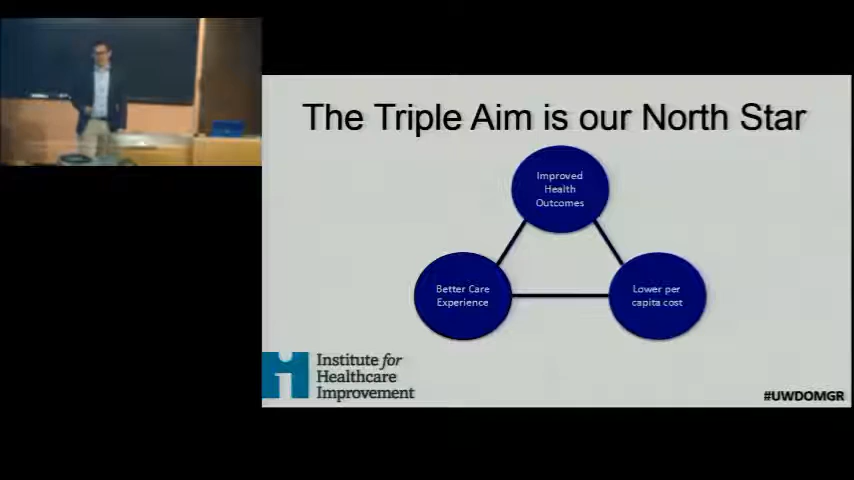 The Triple Aim is our North Star
Improved
Health
Outcomes
Better Care
Experience
Lower per
capita cost
Institute for
Healthcare
Improvement
#UWDOMGR